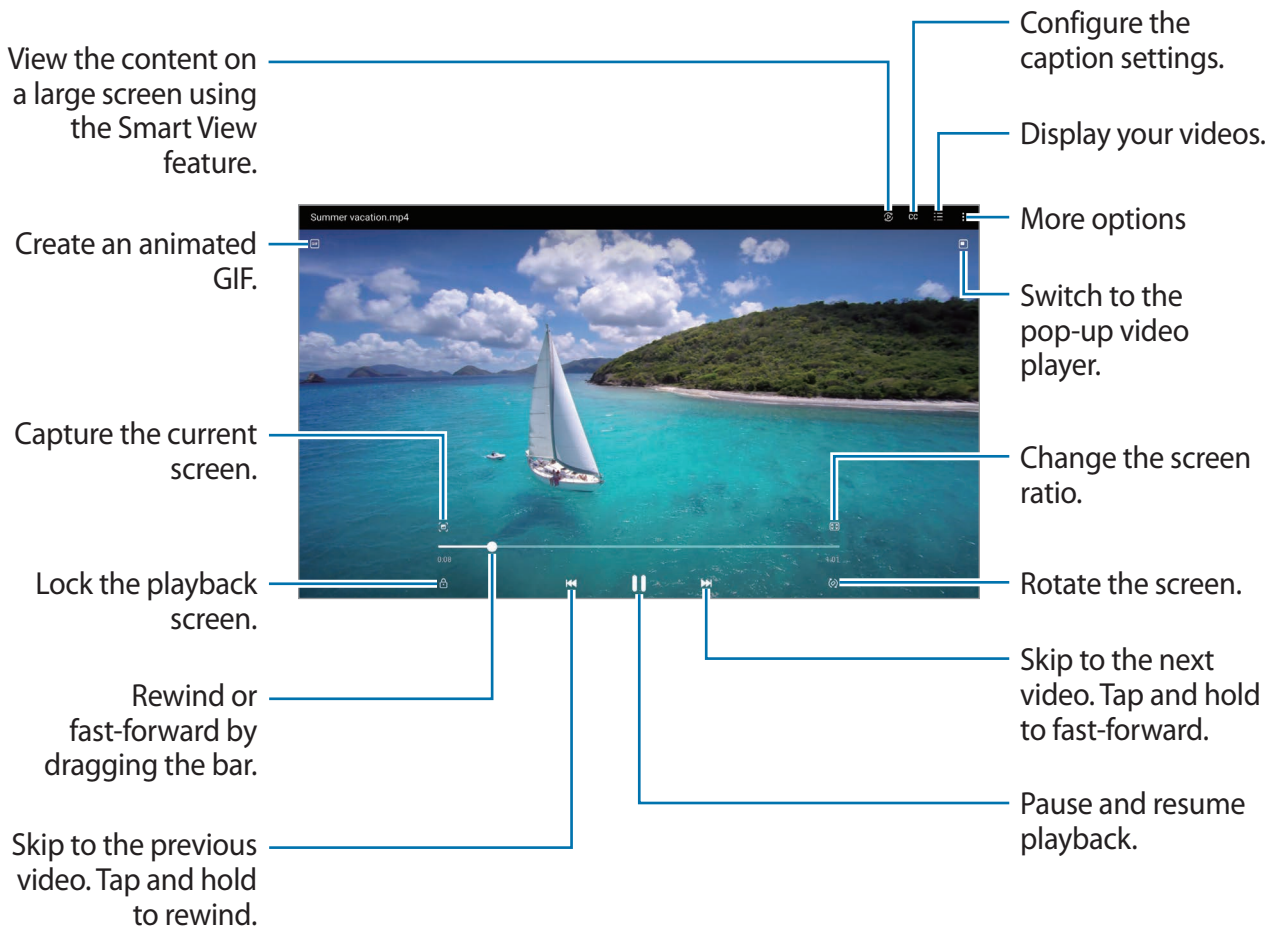 View the content on
a large screen using
the Smart View
feature.
Configure the
caption settings.
Display your videos.
More options
Switch to the
pop-up video
player.
Create an animated
GIF.
Summer vacation.mp4
CC
GIF
Capture the current
screen.
Change the screen
ratio.
0:08
Lock the playback
screen.
Rotate the screen.
Rewind or
fast-forward by
dragging the bar.
Skip to the next
video. Tap and hold
to fast-forward.
Skip to the previous
video. Tap and hold
to rewind.
Pause and resume
playback.